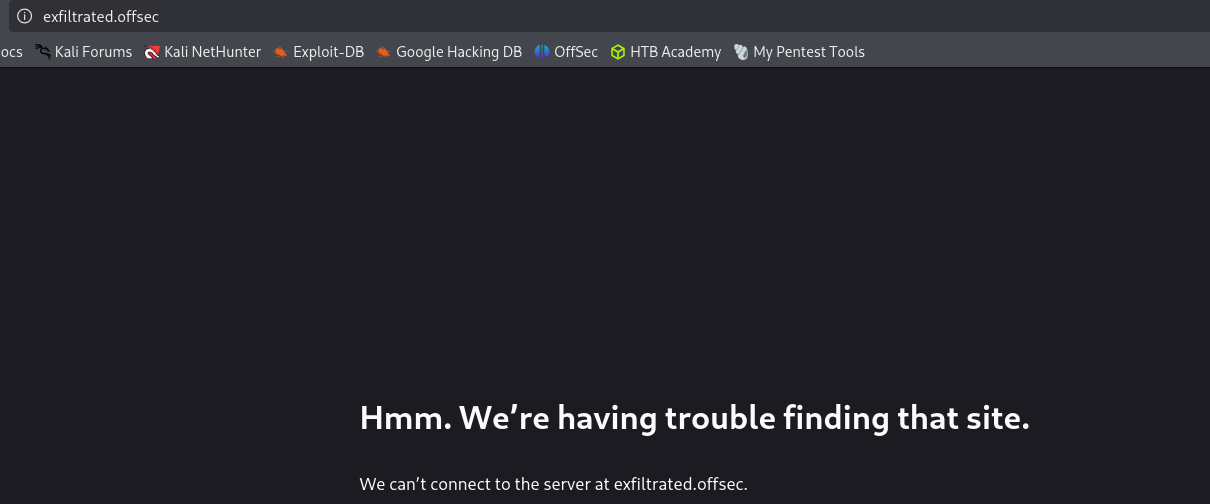 exfiltrated.offsec
ocs Kali Forums Kali NetHunter Exploit-DB Google Hacking DB OffSec HTB Academy My Pentest Tools
Hmm. We’re having trouble finding that site.
We can’t connect to the server at exfiltrated.offsec.